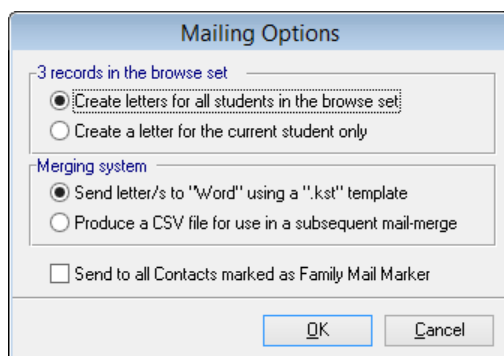 Mailing Options
3 records in the browse set
Create letters for all students in the browse set
Create a letter for the current student only
Merging system
Send letter/s to "Word" using a ".kst" template
Produce a CSV file for use in a subsequent mail-merge
Send to all Contacts marked as Family Mail Marker
OK Cancel